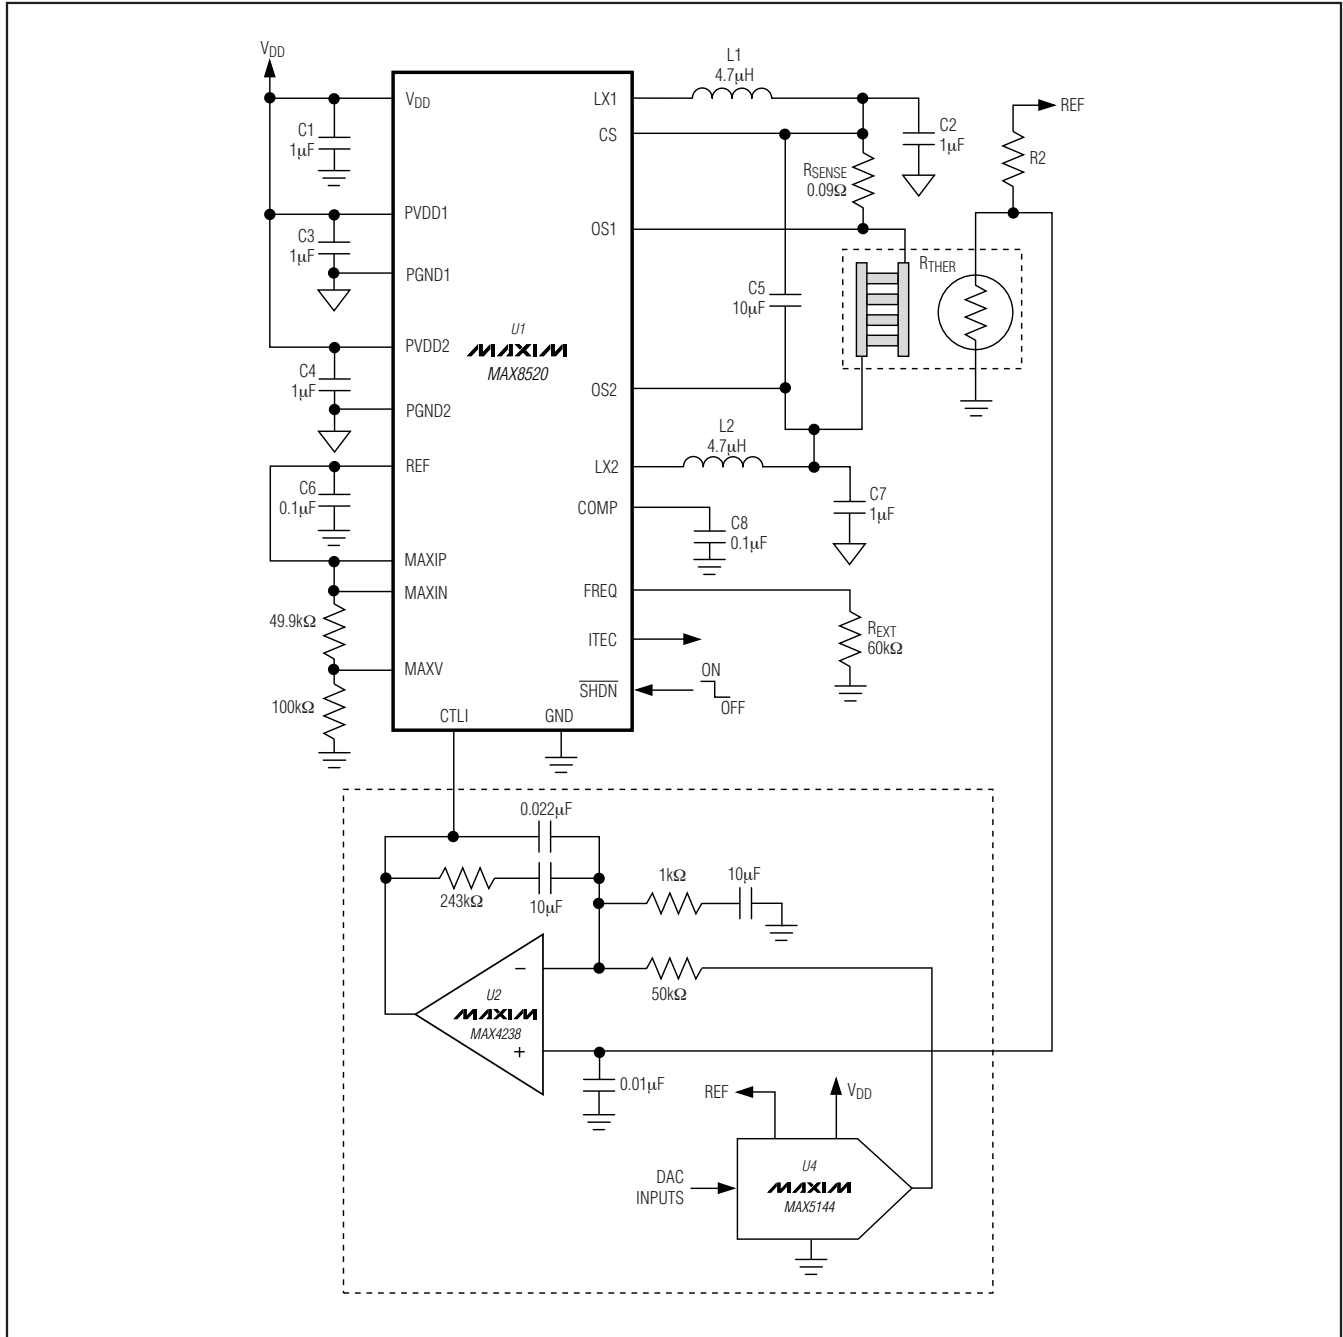 VDD
L1
4.7µH
VDD
LX1
REF
C1
1µF
CS
C2
1µF
R2
RSENSE
0.09Ω
PVDD1
OS1
C3
1µF
RTHER
PGND1
C5
10µF
U1
MAXIM
MAX8520
PVDD2
C4
1µF
OS2
PGND2
L2
4.7µH
REF
LX2
C6
0.1µF
C7
1µF
COMP
C8
0.1µF
MAXIP
MAXIN
FREQ
49.9kΩ
REXT
60kΩ
ITEC
MAXV
ON
SHDN
OFF
100kΩ
CTLI
GND
0.022µF
1kΩ
10µF
243kΩ
10µF
−
50kΩ
U2
MAXIM
MAX4238
+
0.01µF
REF
VDD
DAC
INPUTS
U4
MAXIM
MAX5144